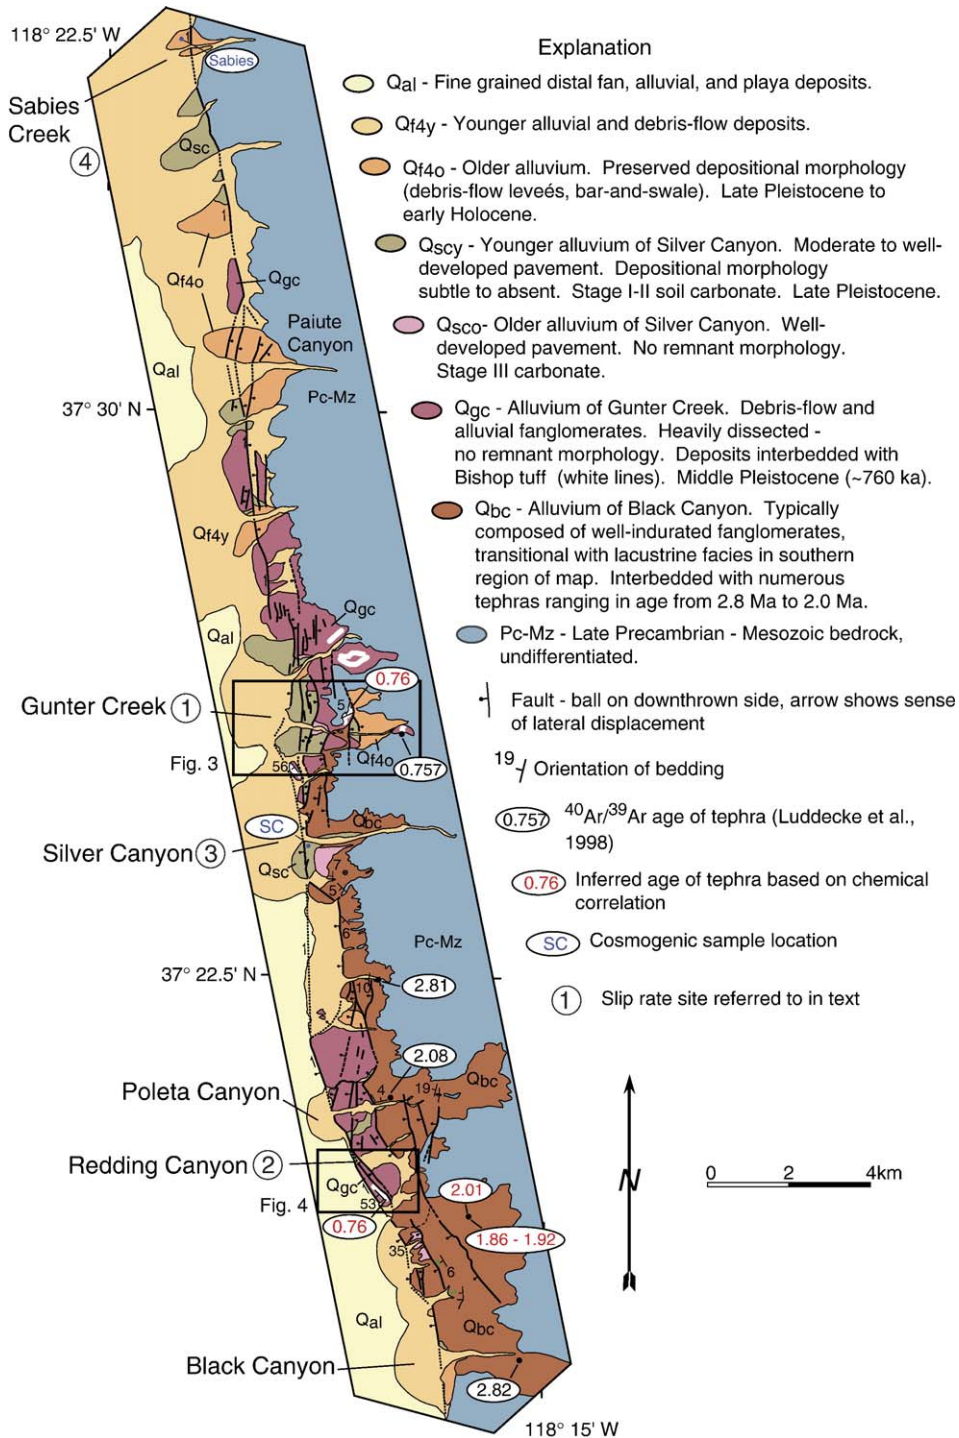 118° 22.5' W
Sabies
Sabies
Creek
4
Qsc
Qf4o
Qgc
Paiute
Canyon
Qal
Pc-Mz
37° 30' N
Qf4y
Qgc
Qal
0.76
5
Gunter Creek 1
Qf4o
Fig. 3
56
0.757
SC
Qbc
Silver Canyon 3
Qsc
7
5
6
Pc-Mz
37° 22.5' N
2.81
10
2.08
Poleta Canyon
4
19
Qbc
Redding Canyon 2
Qgc
Fig. 4
53
2.01
0.76
1.86 - 1.92
35
6
7
Qal
Qbc
Black Canyon
2.82
118° 15' W
Explanation
Qal - Fine grained distal fan, alluvial, and playa deposits.
Qf4y - Younger alluvial and debris-flow deposits.
Qf4o - Older alluvium. Preserved depositional morphology
(debris-flow leveés, bar-and-swale). Late Pleistocene to
early Holocene.
Qscy - Younger alluvium of Silver Canyon. Moderate to well-
developed pavement. Depositional morphology
subtle to absent. Stage I-II soil carbonate. Late Pleistocene.
Qsco- Older alluvium of Silver Canyon. Well-
developed pavement. No remnant morphology.
Stage III carbonate.
Qgc - Alluvium of Gunter Creek. Debris-flow and
alluvial fanglomerates. Heavily dissected -
no remnant morphology. Deposits interbedded with
Bishop tuff (white lines). Middle Pleistocene (~760 ka).
Qbc - Alluvium of Black Canyon. Typically
composed of well-indurated fanglomerates,
transitional with lacustrine facies in southern
region of map. Interbedded with numerous
tephras ranging in age from 2.8 Ma to 2.0 Ma.
Pc-Mz - Late Precambrian - Mesozoic bedrock,
undifferentiated.
Fault - ball on downthrown side, arrow shows sense
of lateral displacement
19 Orientation of bedding
0.757 40Ar/39Ar age of tephra (Luddecke et al.,
1998)
0.76 Inferred age of tephra based on chemical
correlation
SC Cosmogenic sample location
1 Slip rate site referred to in text
N
0 2 4km